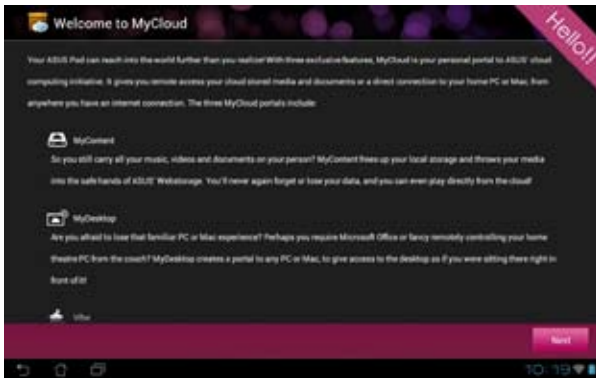 Welcome to MyCloud
Hello!!
Your ASUS Pad can reach into the world further than you realize! With three exclusive features, MyCloud is your personal portal to ASUS' cloud
computing initiative. It gives you remote access your cloud stored media and documents or a direct connection to your home PC or Mac, from
anywhere you have an internet connection. The three MyCloud portals include:
MyContent
So you still carry all your music, videos and documents on your person? MyContent frees up your local storage and throws your media
into the safe hands of ASUS' Webstorage. You'll never again forget or lose your data, and you can even play directly from the cloud!
MyDesktop
Are you afraid to lose that familiar PC or Mac experience? Perhaps you require Microsoft Office or fancy remotely controlling your home
theatre PC from the couch? MyDesktop creates a portal to any PC or Mac, to give access to the desktop as if you were sitting there right in
front of it!
Vibe
Next
10:19